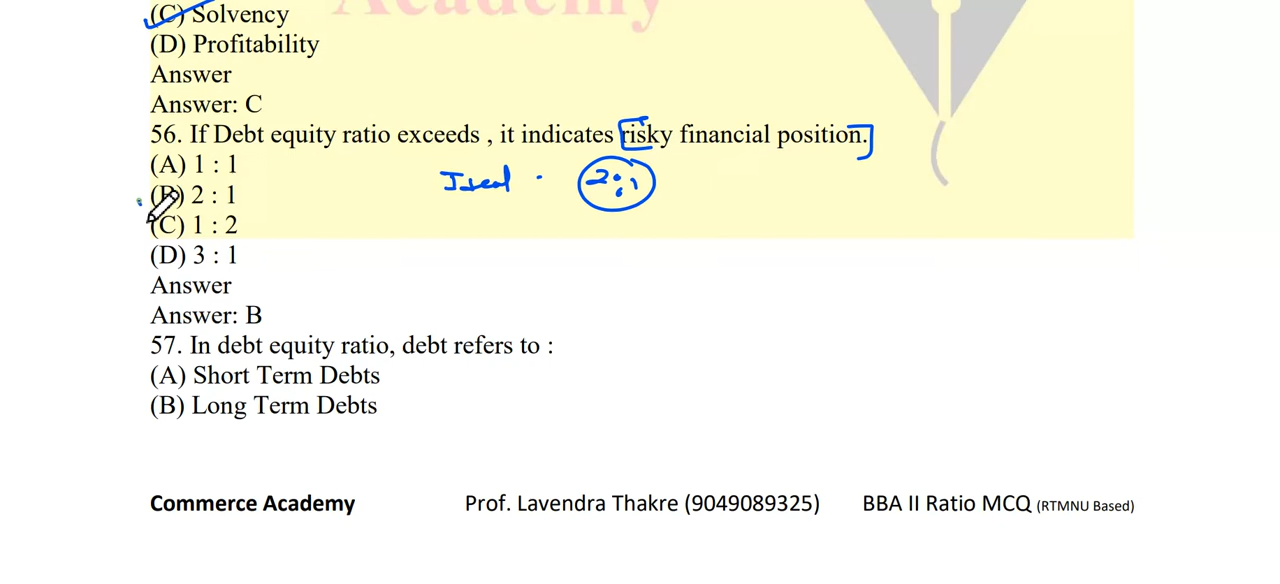 Academy
(C) Solvency
(D) Profitability
Answer
Answer: C
56. If Debt equity ratio exceeds , it indicates risky financial position.
(A) 1 : 1
Ideal 2:1
(B) 2 : 1
(C) 1 : 2
(D) 3 : 1
Answer
Answer: B
57. In debt equity ratio, debt refers to :
(A) Short Term Debts
(B) Long Term Debts
Commerce Academy Prof. Lavendra Thakre (9049089325) BBA II Ratio MCQ (RTMNU Based)